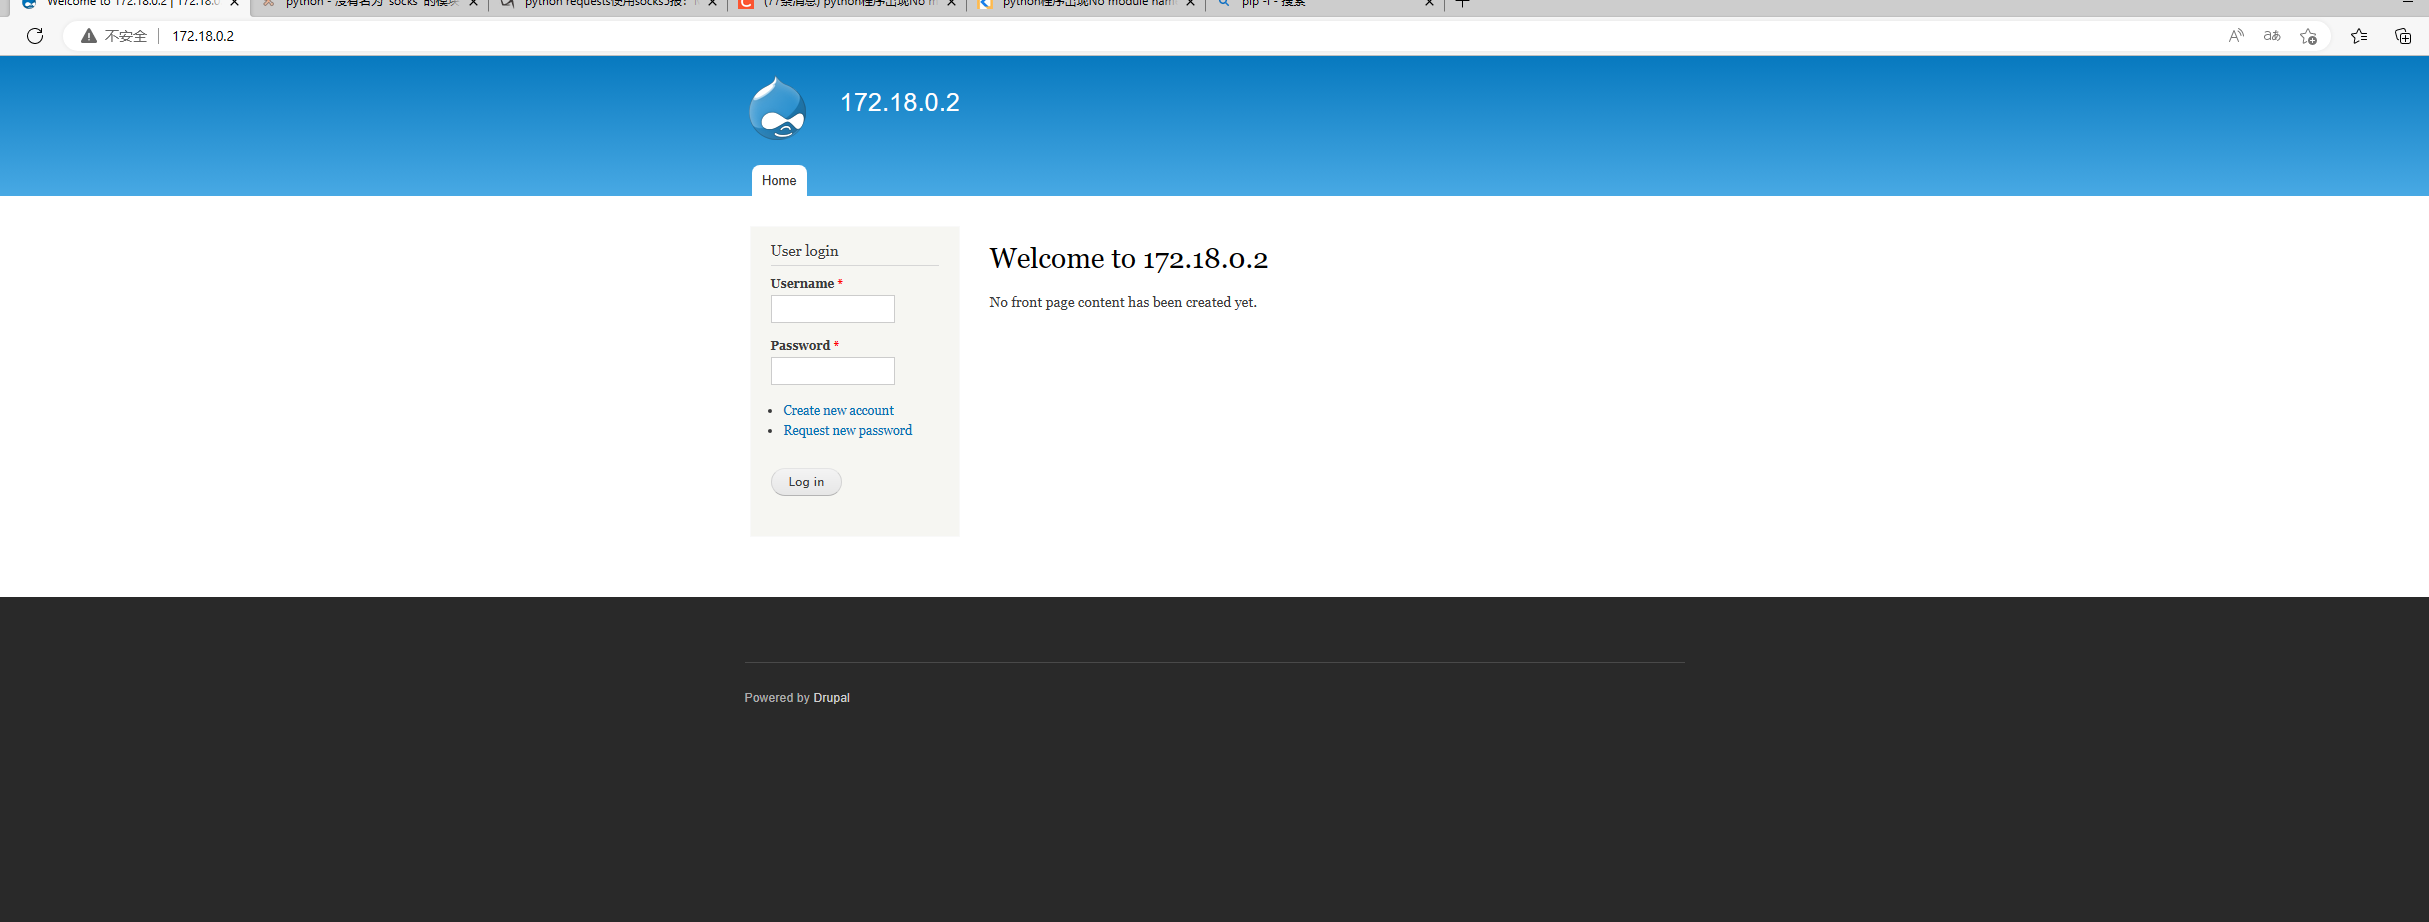 Welcome to 172.18.0.2 | 172.18.0
python - 没有名为"socks"的模块
python requests使用socks5报:
(77条消息) python程序出现No m
python程序出现No module nam
pip -i - 搜索
不安全 172.18.0.2
172.18.0.2
Home
User login
Username *
Password *
Create new account
Request new password
Log in
Welcome to 172.18.0.2
No front page content has been created yet.
Powered by Drupal